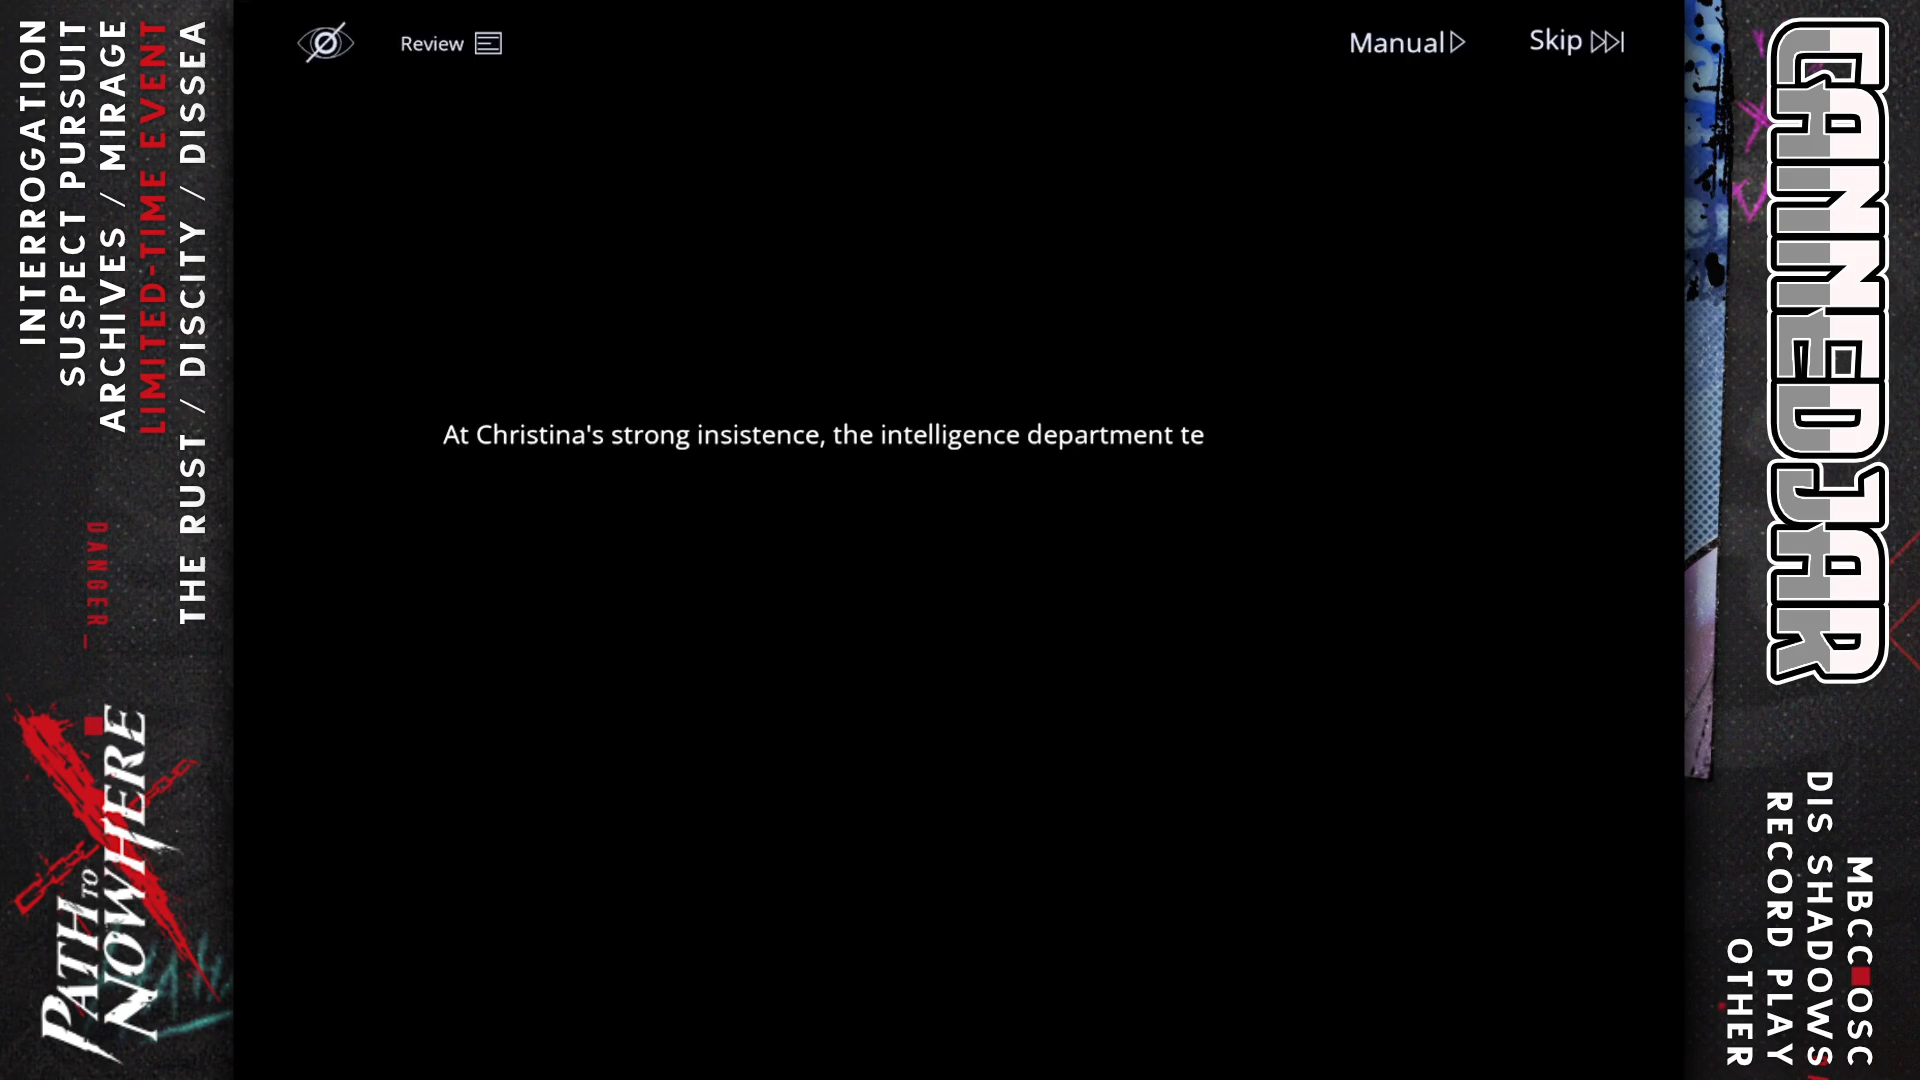 INTERROGATION
SUSPECT PURSUIT
ARCHIVES / MIRAGE
LIMITED-TIME EVENT
THE RUST / DISCITY / DISSEA
DANGER_
PATH TO
NOWHERE
Review
Manual
Skip
At Christina's strong insistence, the intelligence department te
CANNEDJAR
MBCC OSC
DIS SHADOWS
RECORD PLAY
OTHER